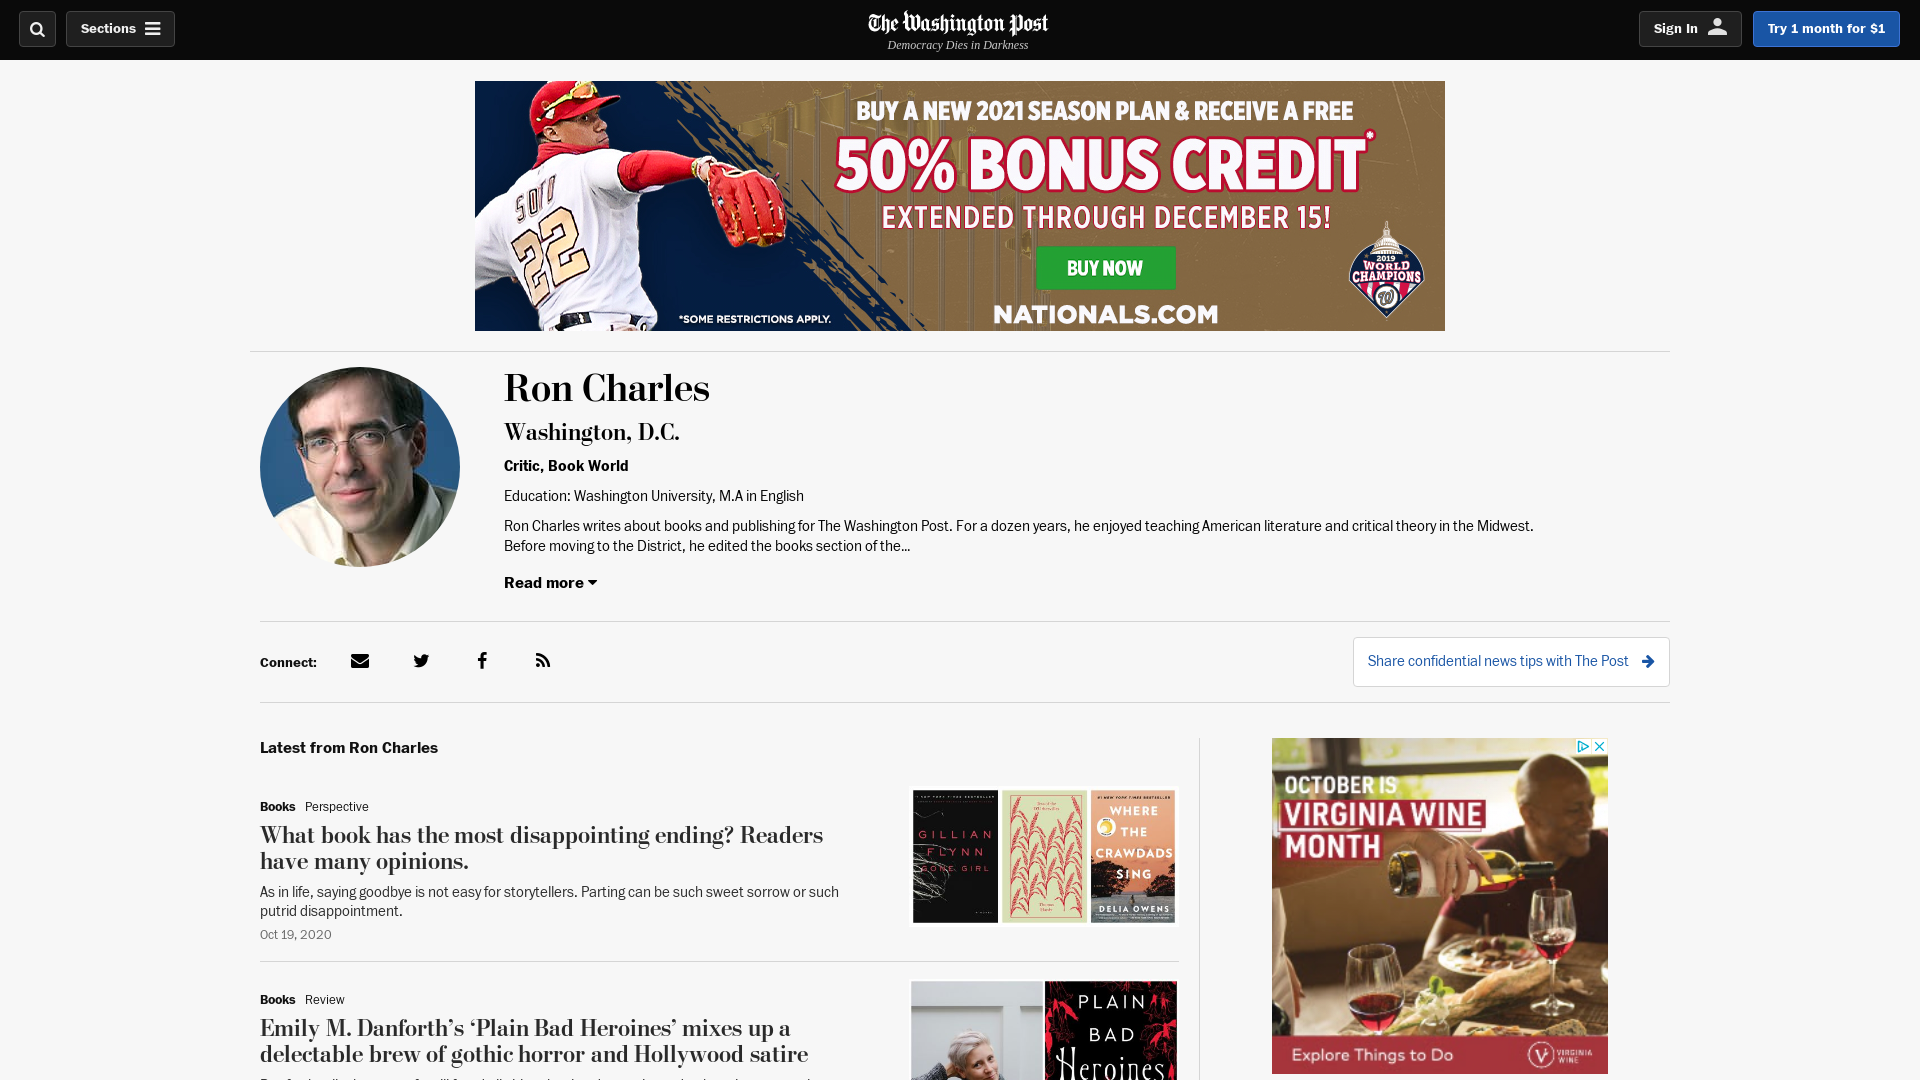 Sections
The Washington Post
Democracy Dies in Darkness
Sign In
Try 1 month for $1
SOTO
22
BUY A NEW 2021 SEASON PLAN & RECEIVE A FREE
50% BONUS CREDIT*
EXTENDED THROUGH DECEMBER 15!
BUY NOW
*SOME RESTRICTIONS APPLY.
NATIONALS.COM
2019
WORLD
CHAMPIONS
W
Ron Charles
Washington, D.C.
Critic, Book World
Education: Washington University, M.A in English
Ron Charles writes about books and publishing for The Washington Post. For a dozen years, he enjoyed teaching American literature and critical theory in the Midwest.
Before moving to the District, he edited the books section of the...
Read more
Connect:
Share confidential news tips with The Post
Latest from Ron Charles
Books Perspective
What book has the most disappointing ending? Readers
have many opinions.
As in life, saying goodbye is not easy for storytellers. Parting can be such sweet sorrow or such
putrid disappointment.
Oct 19, 2020
GILLIAN
FLYNN
GONE GIRL
WHERE
THE
CRAWDADS
SING
DELIA OWENS
OCTOBER IS
VIRGINIA WINE
MONTH
Explore Things to Do
V
VIRGINIA
WINE
Books Review
Emily M. Danforth’s ‘Plain Bad Heroines’ mixes up a
delectable brew of gothic horror and Hollywood satire
PLAIN
BAD
Heroines